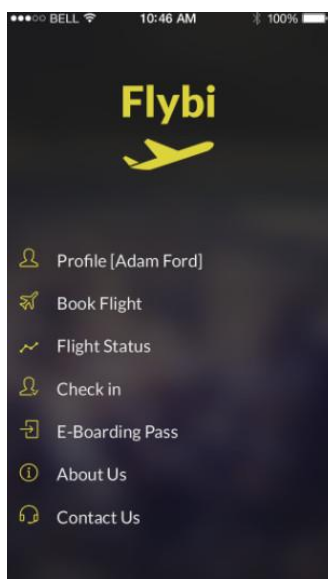 BELL 10:46 AM 100%
Flybi
Profile [Adam Ford]
Book Flight
Flight Status
Check in
E-Boarding Pass
About Us
Contact Us